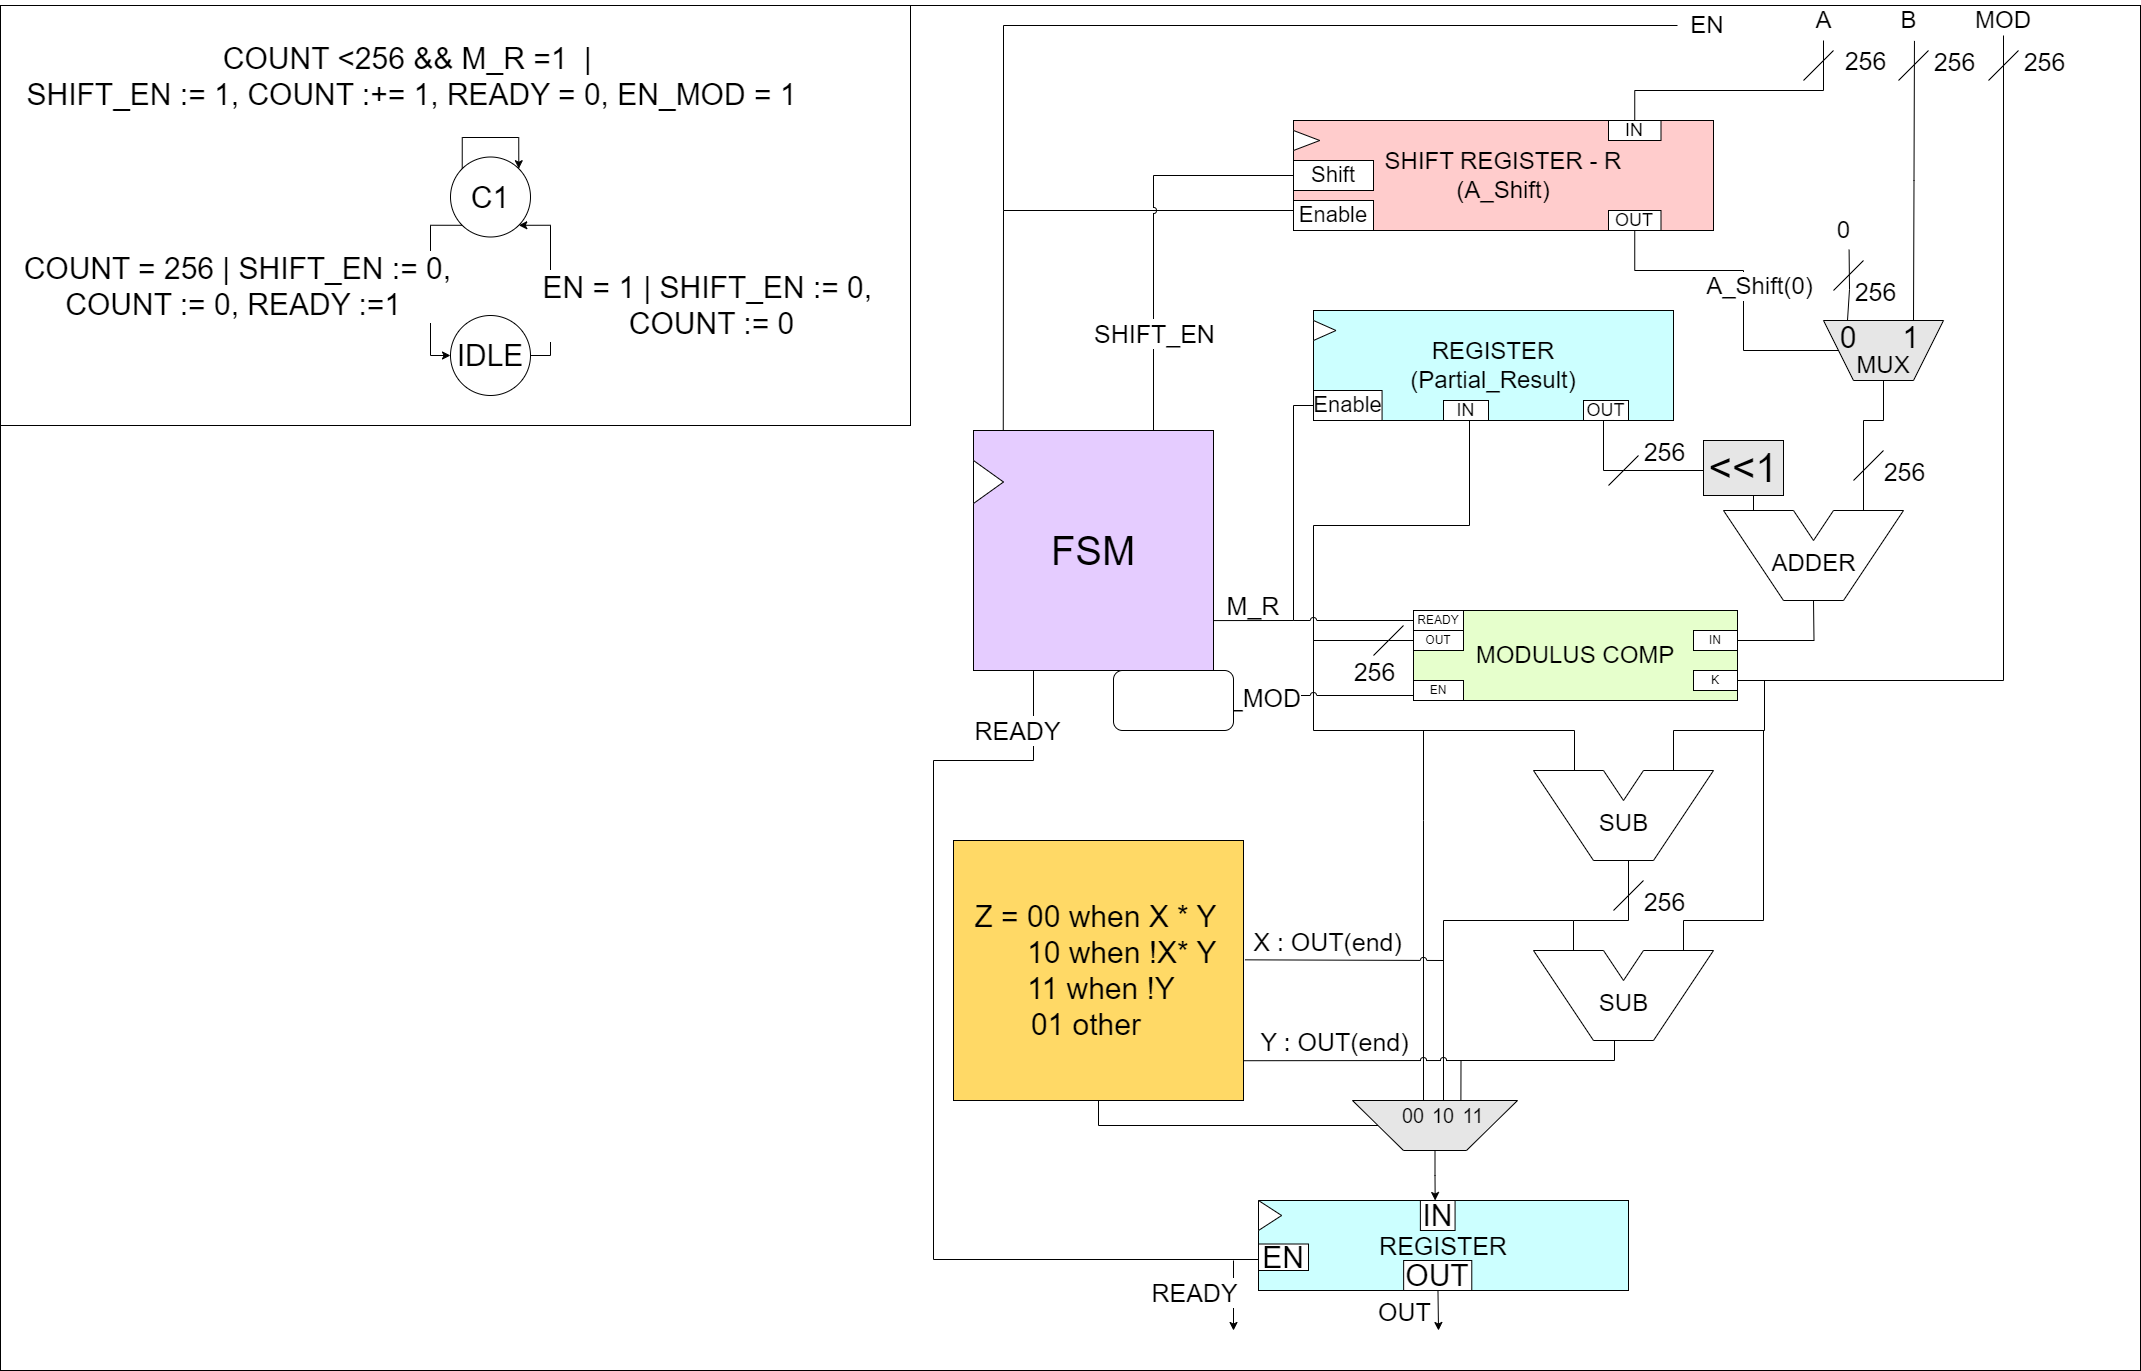 COUNT <256 && M_R =1 |
SHIFT_EN := 1, COUNT :+= 1, READY = 0, EN_MOD = 1
C1
COUNT = 256 | SHIFT_EN := 0,
COUNT := 0, READY :=1
EN = 1 | SHIFT_EN := 0,
COUNT := 0
IDLE
EN
A
B
MOD
256
256
256
IN
SHIFT REGISTER - R
(A_Shift)
Shift
Enable
OUT
0
A_Shift(0)
256
0
1
MUX
SHIFT_EN
REGISTER
(Partial_Result)
Enable
IN
OUT
256
<<1
256
FSM
ADDER
M_R
READY
OUT
EN
MODULUS COMP
IN
K
256
_MOD
READY
SUB
256
Z = 00 when X * Y
10 when !X* Y
11 when !Y
01 other
X : OUT(end)
SUB
Y : OUT(end)
00 10 11
IN
REGISTER
EN
OUT
READY
OUT